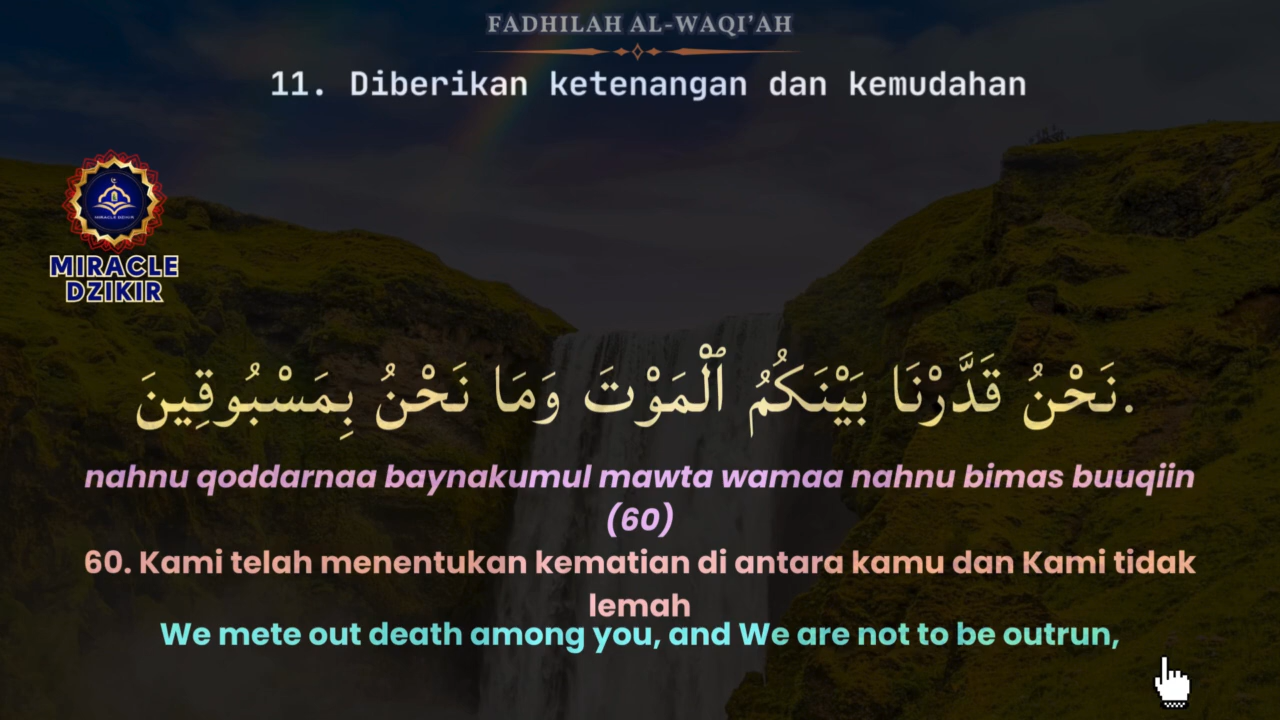 FADHILAH AL-WAQI’AH
11. Diberikan ketenangan dan kemudahan
MIRACLE
DZIKIR
نَحْنُ قَدَّرْنَا بَيْنَكُمُ ٱلْمَوْتَ وَمَا نَحْنُ بِمَسْبُوقِينَ.
nahnu qoddarnaa baynakumul mawta wamaa nahnu bimas buuqiin
(60)
60. Kami telah menentukan kematian di antara kamu dan Kami tidak
lemah
We mete out death among you, and We are not to be outrun,